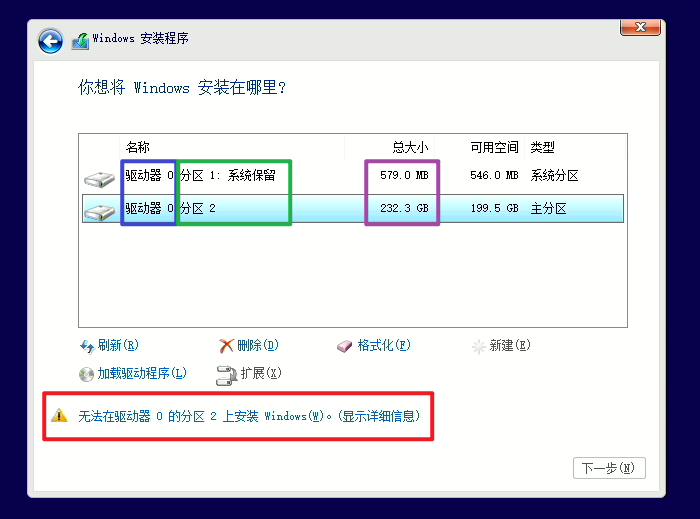 Windows 安装程序
你想将 Windows 安装在哪里?
名称 总大小 可用空间 类型
驱动器 0 分区 1: 系统保留 579.0 MB 546.0 MB 系统分区
驱动器 0 分区 2 232.3 GB 199.5 GB 主分区
刷新(R) 删除(D) 格式化(F) 新建(E)
加载驱动程序(L) 扩展(X)
无法在驱动器 0 的分区 2 上安装 Windows(W)。(显示详细信息)
下一步(N)